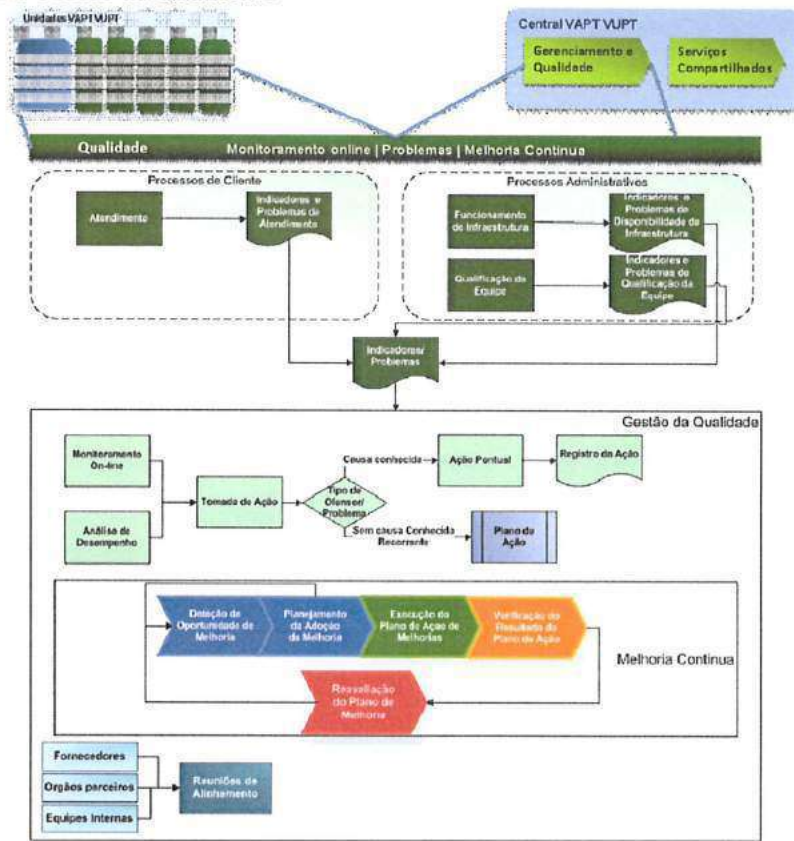 Unidades VAPT VUPT
Central VAPT VUPT
Gerenciamento e
Qualidade
Serviços
Compartilhados
Qualidade
Monitoramento online | Problemas | Melhoria Continua
Processos de Cliente
Atendimento
Indicadores e
Problemas de
Atendimento
Processos Administrativos
Funcionamento
de Infraestrutura
Indicadores e
Problemas de
Disponibilidade da
Infraestrutura
Qualificação da
Equipe
Indicadores e
Problemas de
Qualificação da
Equipe
Indicadores/
Problemas
Gestão da Qualidade
Monitoramento
On-line
Análise de
Desempenho
Tomada de Ação
Tipo de
Ofensor/
Problema
Causa conhecida
Ação Pontual
Registro da Ação
Sem causa Conhecida
Recorrente
Plano de
Ação
Deteção de
Oportunidade de
Melhoria
Planejamento
da Adoção
da Melhoria
Execução do
Plano de Ação de
Melhorias
Verificação do
Resultado do
Plano de Ação
Melhoria Continua
Reavaliação
do Plano de
Melhoria
Fornecedores
Orgãos parceiros
Equipes Internas
Reuniões de
Alinhamento